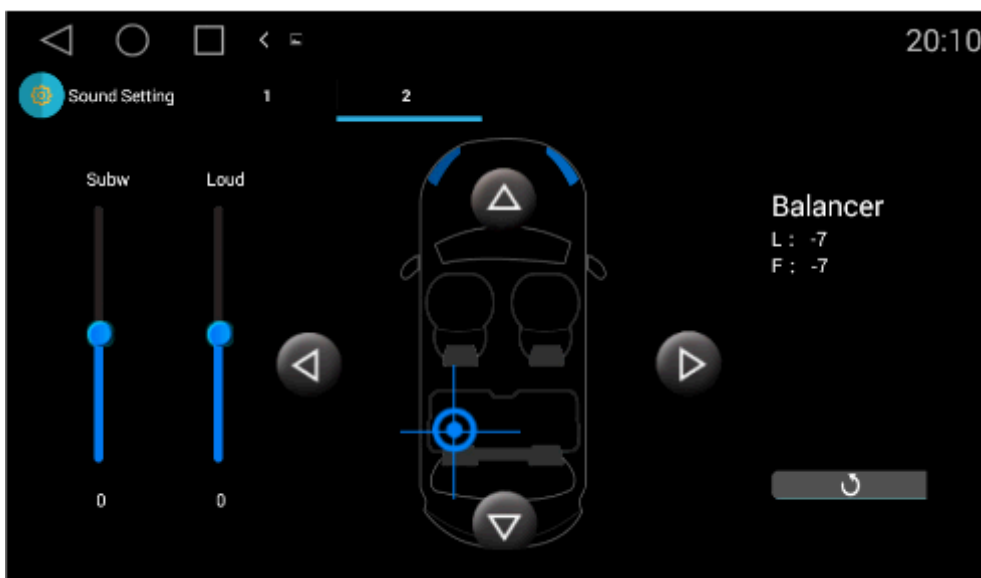 20:10
Sound Setting
1
2
Subw
Loud
Balancer
L : -7
F : -7
0
0